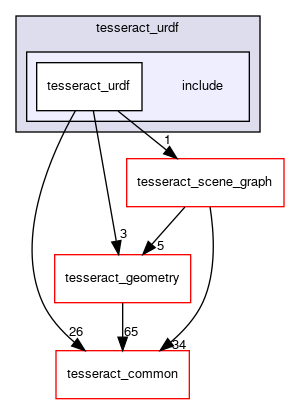 tesseract_urdf
tesseract_urdf
include
1
tesseract_scene_graph
3
5
tesseract_geometry
26
65
34
tesseract_common